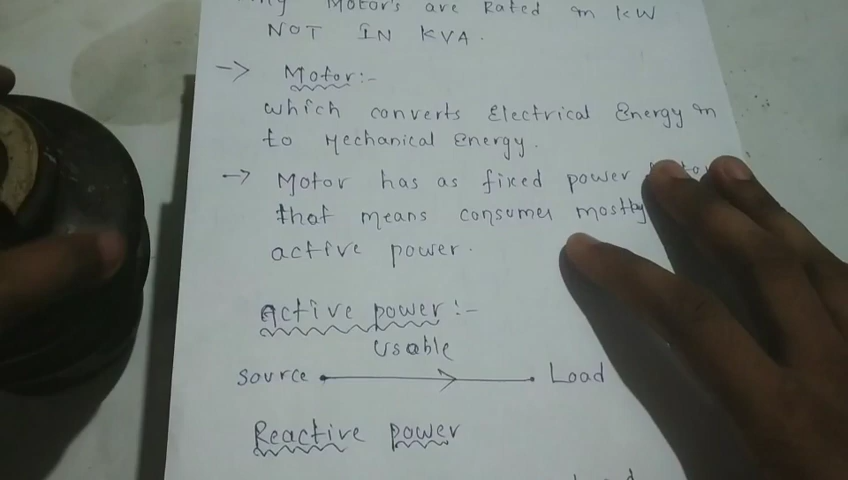 Motor's are Rated in kW
NOT IN KVA.
-> Motor:-
which converts Electrical Energy in
to Mechanical Energy.
-> Motor has as fixed power
that means consumes mostly
active power.
Active power:-
Usable
Source Load
Reactive power